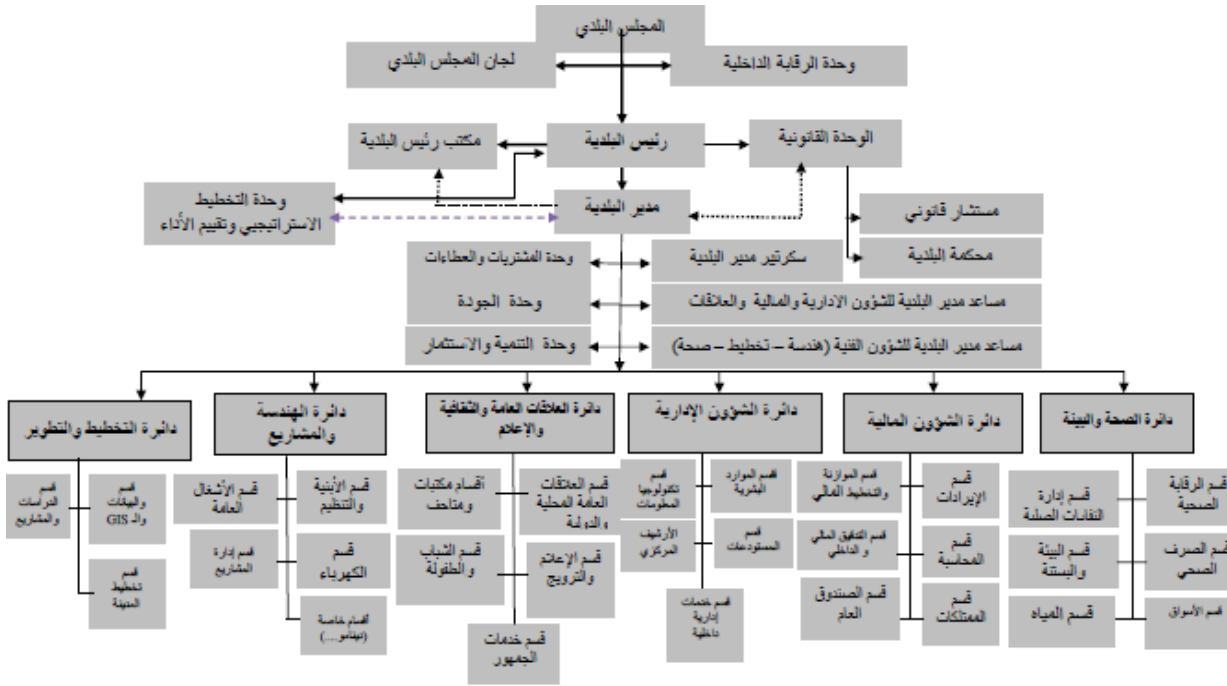 المجلس البلدي
وحدة الرقابة الداخلية
لجان المجلس البلدي
الوحدة القانونية
رئيس البلدية
مكتب رئيس البلدية
مستشار قانوني
محكمة البلدية
مدير البلدية
وحدة التخطيط
الاستراتيجي وتقييم الأداء
سكرتير مدير البلدية
وحدة المشتريات والعطاءات
مساعد مدير البلدية للشؤون الادارية والمالية والعلاقات
وحدة الجودة
مساعد مدير البلدية للشؤون الفنية (هندسة – تخطيط – صحة)
وحدة التنمية والاستثمار
دائرة الصحة والبيئة
قسم الرقابة
الصحية
قسم إدارة
النفايات الصلبة
قسم الصرف
الصحي
قسم البيئة
والبستنة
قسم الأسواق
قسم المياه
دائرة الشؤون المالية
قسم
الإيرادات
قسم الموازنة
والتخطيط المالي
قسم
المحاسبة
قسم التدقيق المالي
والداخلي
قسم
الممتلكات
قسم الصندوق
العام
دائرة الشؤون الإدارية
قسم الموارد
البشرية
قسم
تكنولوجيا
المعلومات
قسم
المستودعات
الأرشيف
المركزي
قسم خدمات
إدارية
داخلية
دائرة العلاقات العامة والثقافية
والإعلام
قسم العلاقات
العامة المحلية
والدولية
أقسام مكتبات
ومتاحف
قسم الإعلام
والترويج
قسم الشباب
والطفولة
قسم خدمات
الجمهور
دائرة الهندسة
والمشاريع
قسم الأبنية
والتنظيم
قسم الأشغال
العامة
قسم
الكهرباء
قسم إدارة
المشاريع
أقسام خاصة
(دينامو....)
دائرة التخطيط والتطوير
قسم
والبيانات
والـ GIS
قسم
الدراسات
والمشاريع
قسم
تخطيط
المدينة